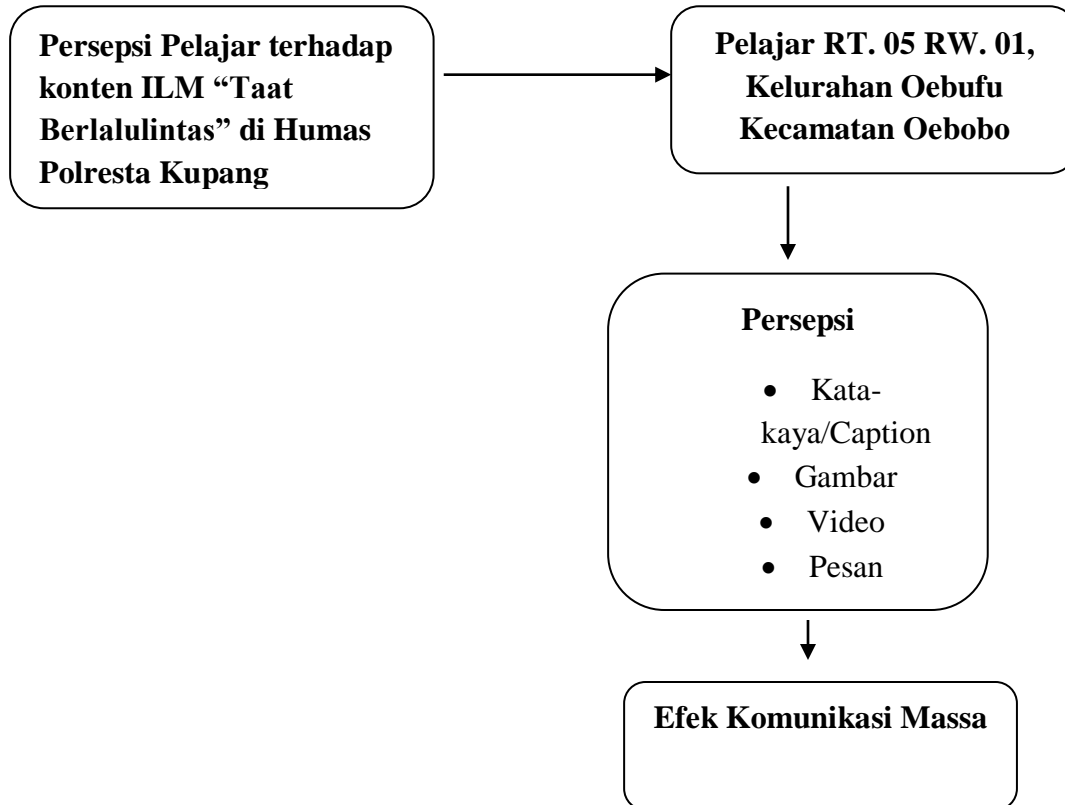 Persepsi Pelajar terhadap
konten ILM “Taat
Berlalulintas” di Humas
Polresta Kupang
Pelajar RT. 05 RW. 01,
Kelurahan Oebufu
Kecamatan Oebobo
Persepsi
• Kata-
kaya/Caption
• Gambar
• Video
• Pesan
Efek Komunikasi Massa